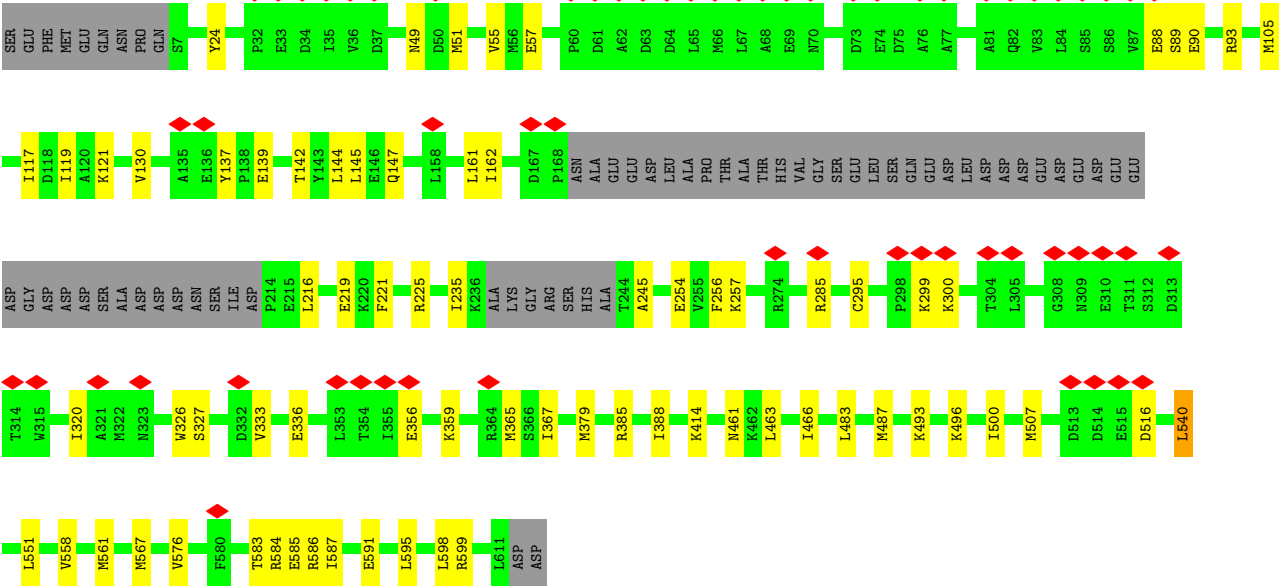 SER GLU PHE MET GLU GLN ASN PRO GLN S7 Y24 P32 E33 D34 I35 V36 D37 N49 D50 M51 V55 M56 E57 P60 D61 A62 D63 D64 L65 M66 L67 A68 E69 N70 D73 E74 D75 A76 A77 A81 Q82 V83 L84 S85 S86 V87 E88 S89 E90 R93 M105
I117 D118 I119 A120 K121 V130 A135 E136 Y137 P138 E139 T142 Y143 L144 L145 E146 Q147 L158 L161 I162 D167 P168 ASN ALA GLU GLU ASP LEU ALA PRO THR ALA THR HIS VAL GLY SER GLU LEU SER GLN GLU ASP LEU ASP ASP ASP GLU ASP GLU ASP GLU GLU
ASP GLY ASP ASP ASP SER ALA ASP ASP ASP ASN SER ILE ASP P214 E215 L216 E219 K220 F221 R225 I235 K236 ALA LYS GLY ARG SER HIS ALA T244 A245 E254 V255 F256 K257 R274 R285 C295 P298 K299 K300 T304 L305 G308 N309 E310 T311 S312 D313
T314 W315 I320 A321 M322 N323 W326 S327 D332 V333 E336 L353 T354 I355 E356 K359 R364 M365 S366 I367 M379 R385 I388 K414 N461 K462 L463 I466 L483 M487 K493 K496 I500 M507 D513 D514 E515 D516 L540
L551 V558 M561 M567 V576 F580 T583 R584 E585 R586 I587 E591 L595 L598 R599 L611 ASP ASP